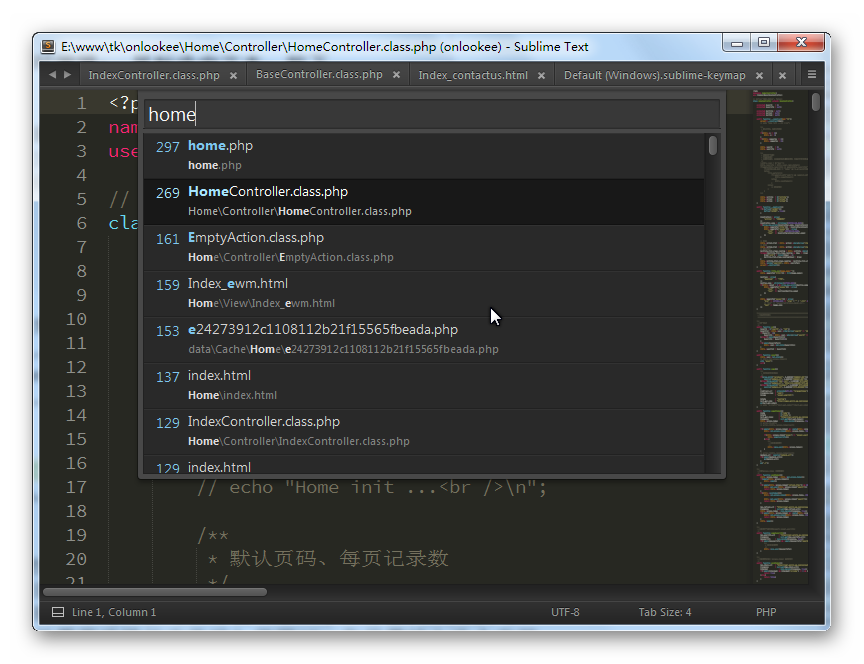 E:\www\tk\onlookee\Home\Controller\HomeController.class.php (onlookee) - Sublime Text
IndexController.class.php × BaseController.class.php × Index_contactus.html × Default (Windows).sublime-keymap × ×
home
1 <?p
2 nam
3 use
4
5 //
6 cla
7
8
9
10
11
12
13
14
15
16
297 home.php
home.php
269 HomeController.class.php
Home\Controller\HomeController.class.php
161 EmptyAction.class.php
Home\Controller\EmptyAction.class.php
159 Index_ewm.html
Home\View\Index_ewm.html
153 e24273912c1108112b21f15565fbeada.php
data\Cache\Home\e24273912c1108112b21f15565fbeada.php
137 index.html
Home\index.html
129 IndexController.class.php
Home\Controller\IndexController.class.php
129 index.html
17 // echo "Home init ...<br />\n";
18
19 /**
20 * 默认页码、每页记录数
21 */
Line 1, Column 1 UTF-8 Tab Size: 4 PHP